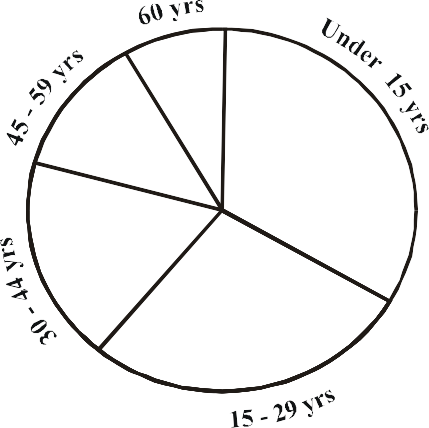 60 yrs
Under 15 yrs
45 - 59 yrs
30 - 44 yrs
15 - 29 yrs